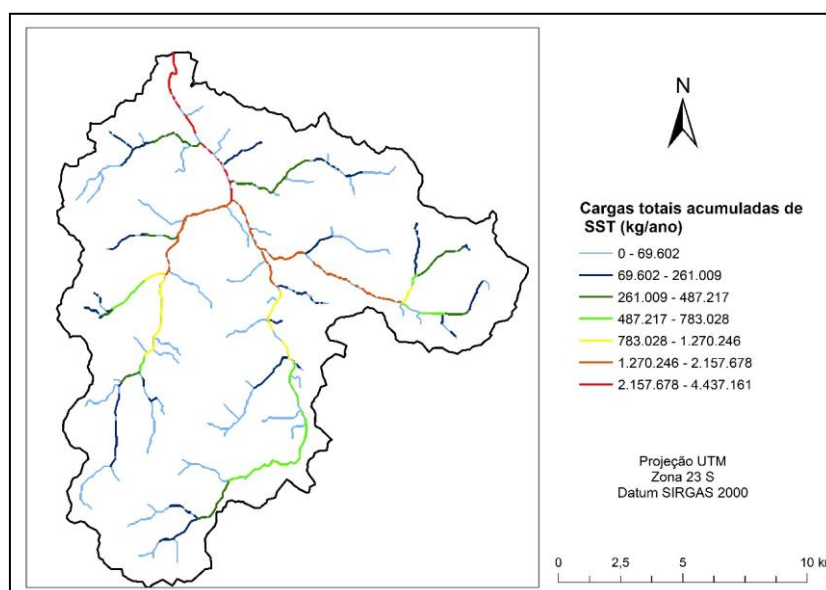 N
Cargas totais acumuladas de
SST (kg/ano)
0 - 69.602
69.602 - 261.009
261.009 - 487.217
487.217 - 783.028
783.028 - 1.270.246
1.270.246 - 2.157.678
2.157.678 - 4.437.161
Projeção UTM
Zona 23 S
Datum SIRGAS 2000
0 2,5 5 10 km